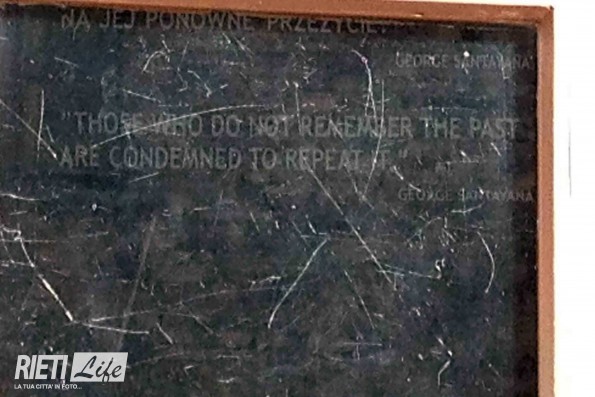 NA JEJ PONOWNE PRZEŻYCIE."
GEORGE SANTAYANA
"THOSE WHO DO NOT REMEMBER THE PAST
ARE CONDEMNED TO REPEAT IT."
GEORGE SANTAYANA
RIETI Life
LA TUA CITTA' IN FOTO...